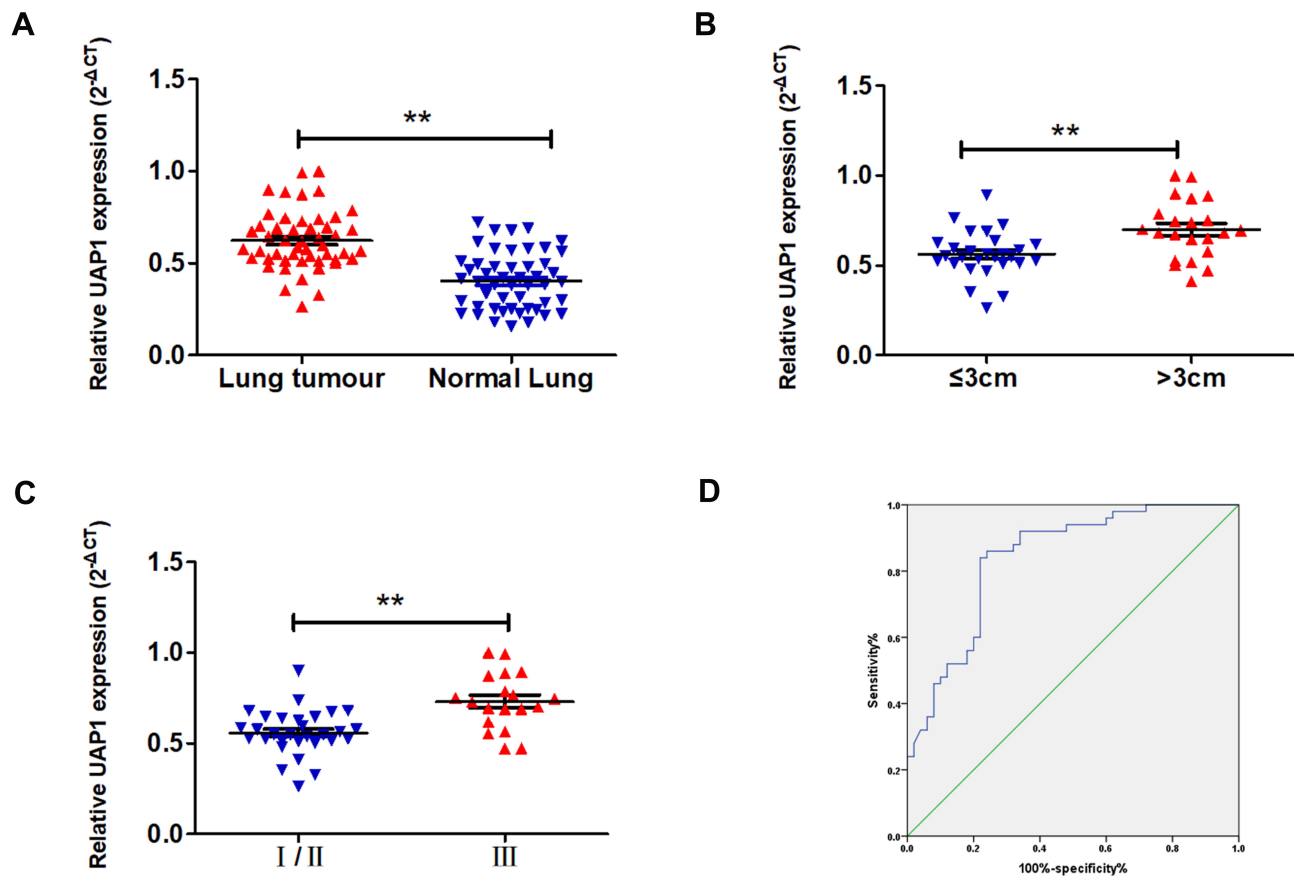 A
Relative UAP1 expression (2-ΔCT)
1.5
1.0
0.5
0.0
**
Lung tumour
Normal Lung
B
Relative UAP1 expression (2-ΔCT)
1.5
1.0
0.5
0.0
**
≤3cm
>3cm
C
Relative UAP1 expression (2-ΔCT)
1.5
1.0
0.5
0.0
**
I / II
III
D
Sensitivity%
1.0
0.8
0.6
0.4
0.2
0.0
0.0 0.2 0.4 0.6 0.8 1.0
100%-specificity%